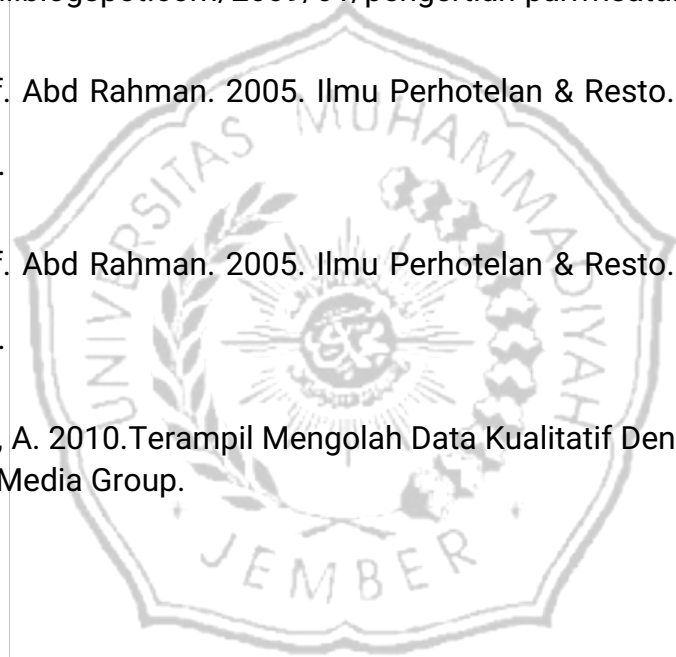 Abd Rahman. 2005. Ilmu Perhotelan & Resto.
.
Abd Rahman. 2005. Ilmu Perhotelan & Resto.
.
, A. 2010.Terampil Mengolah Data Kualitatif Den
Media Group.
UNIVERSITAS MUHAMMADIYAH
JEMBER